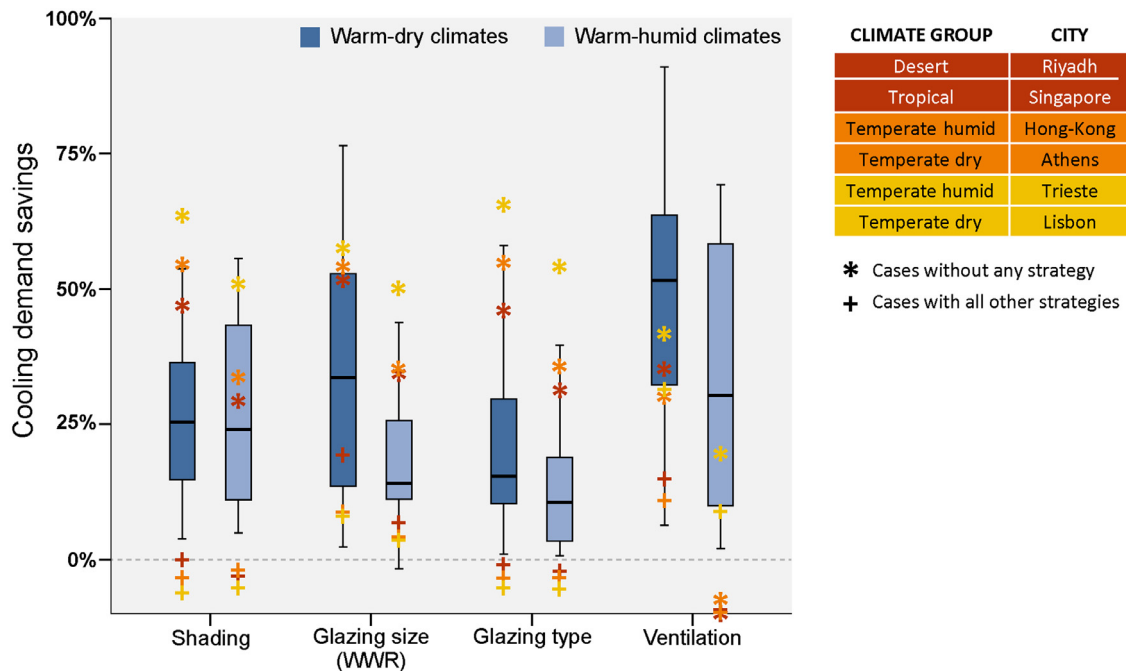 100%
75%
50%
25%
0%
Cooling demand savings
Warm-dry climates
Warm-humid climates
Shading
Glazing size
(WWR)
Glazing type
Ventilation
CLIMATE GROUP CITY
Desert Riyadh
Tropical Singapore
Temperate humid Hong-Kong
Temperate dry Athens
Temperate humid Trieste
Temperate dry Lisbon
* Cases without any strategy
+ Cases with all other strategies